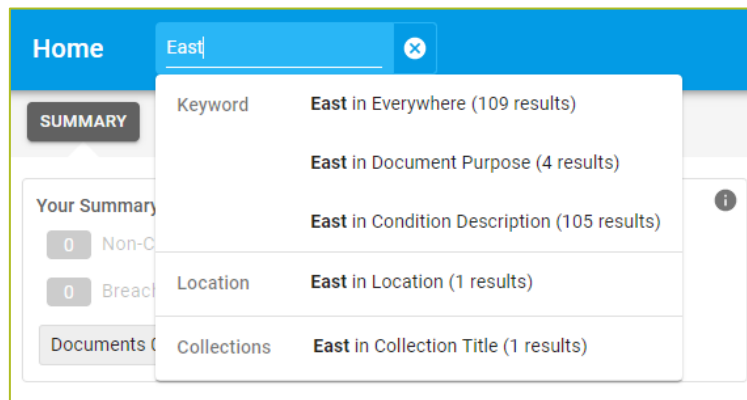 Home East
Keyword East in Everywhere (109 results)
SUMMARY
East in Document Purpose (4 results)
Your Summary
East in Condition Description (105 results)
0 Non-C
0 Breach
Location East in Location (1 results)
Documents
Collections East in Collection Title (1 results)